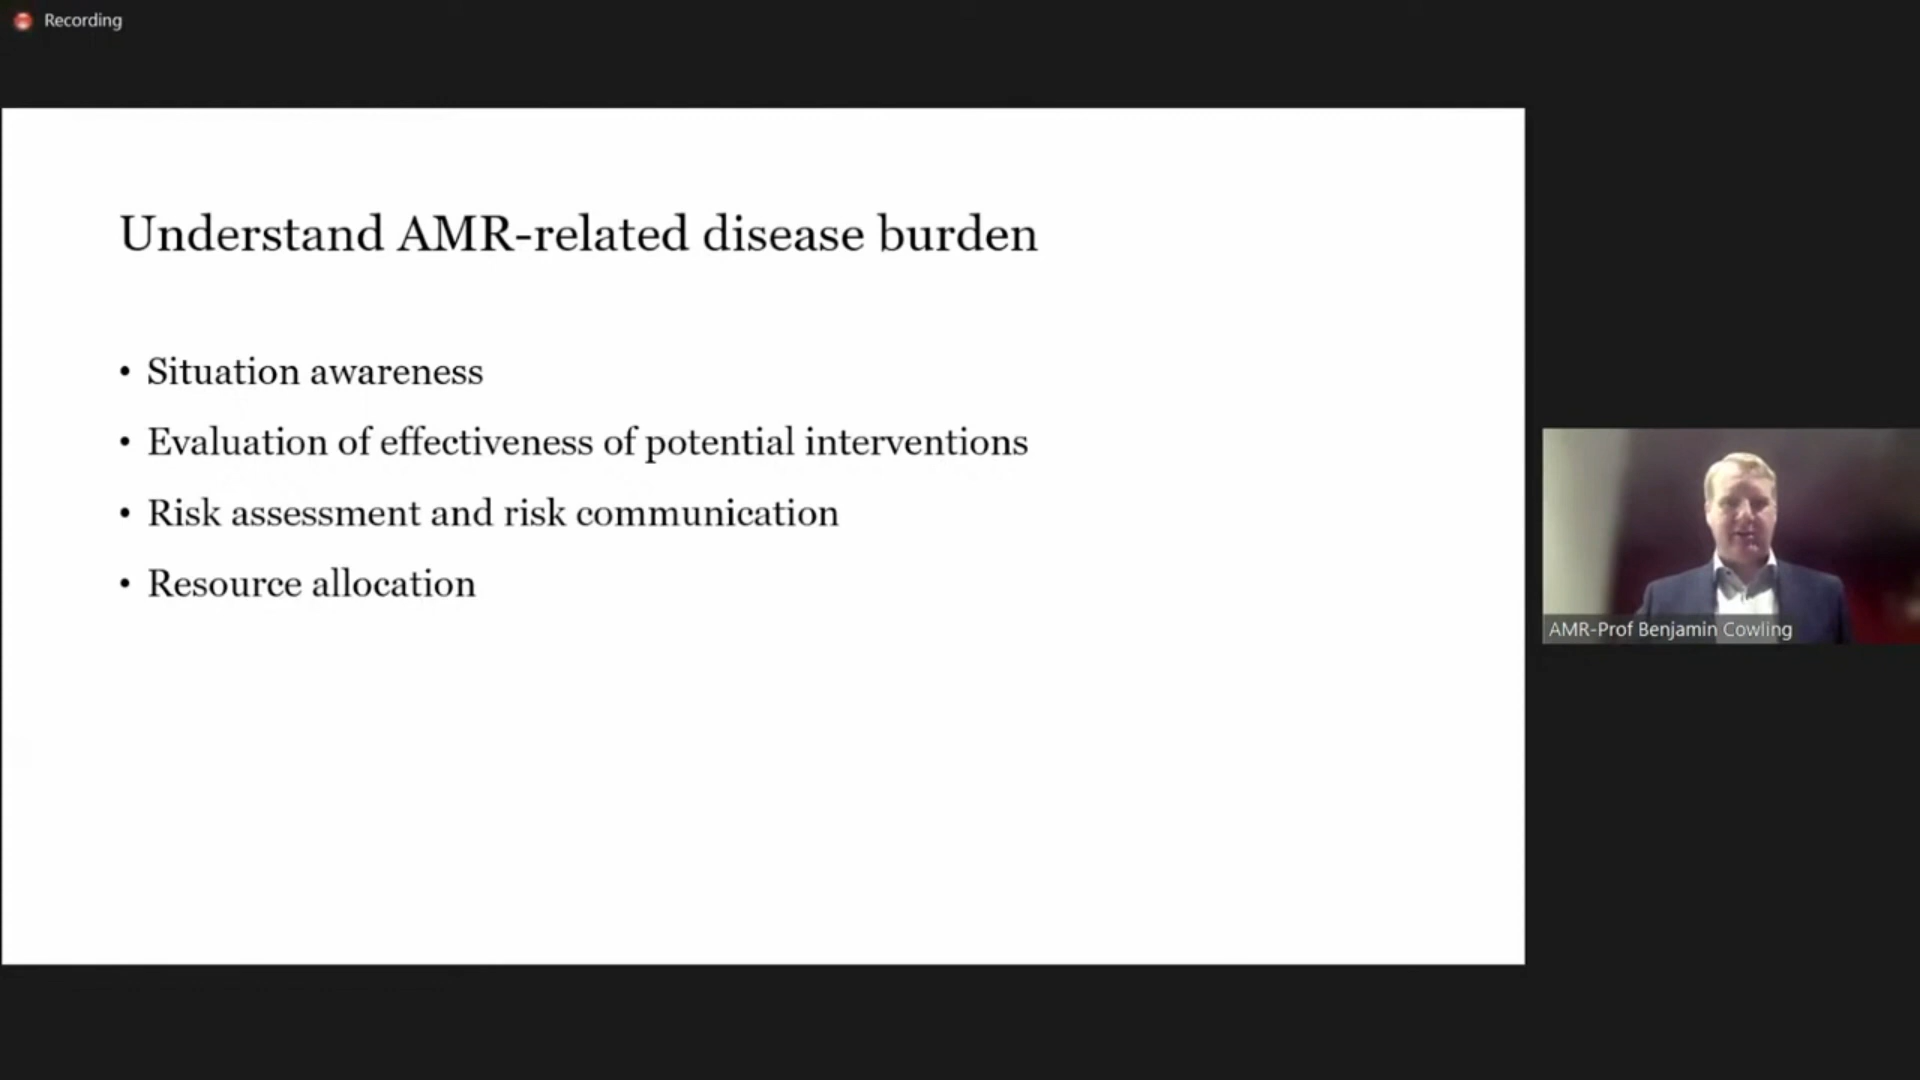 Recording
Understand AMR-related disease burden
• Situation awareness
• Evaluation of effectiveness of potential interventions
• Risk assessment and risk communication
• Resource allocation
AMR-Prof Benjamin Cowling